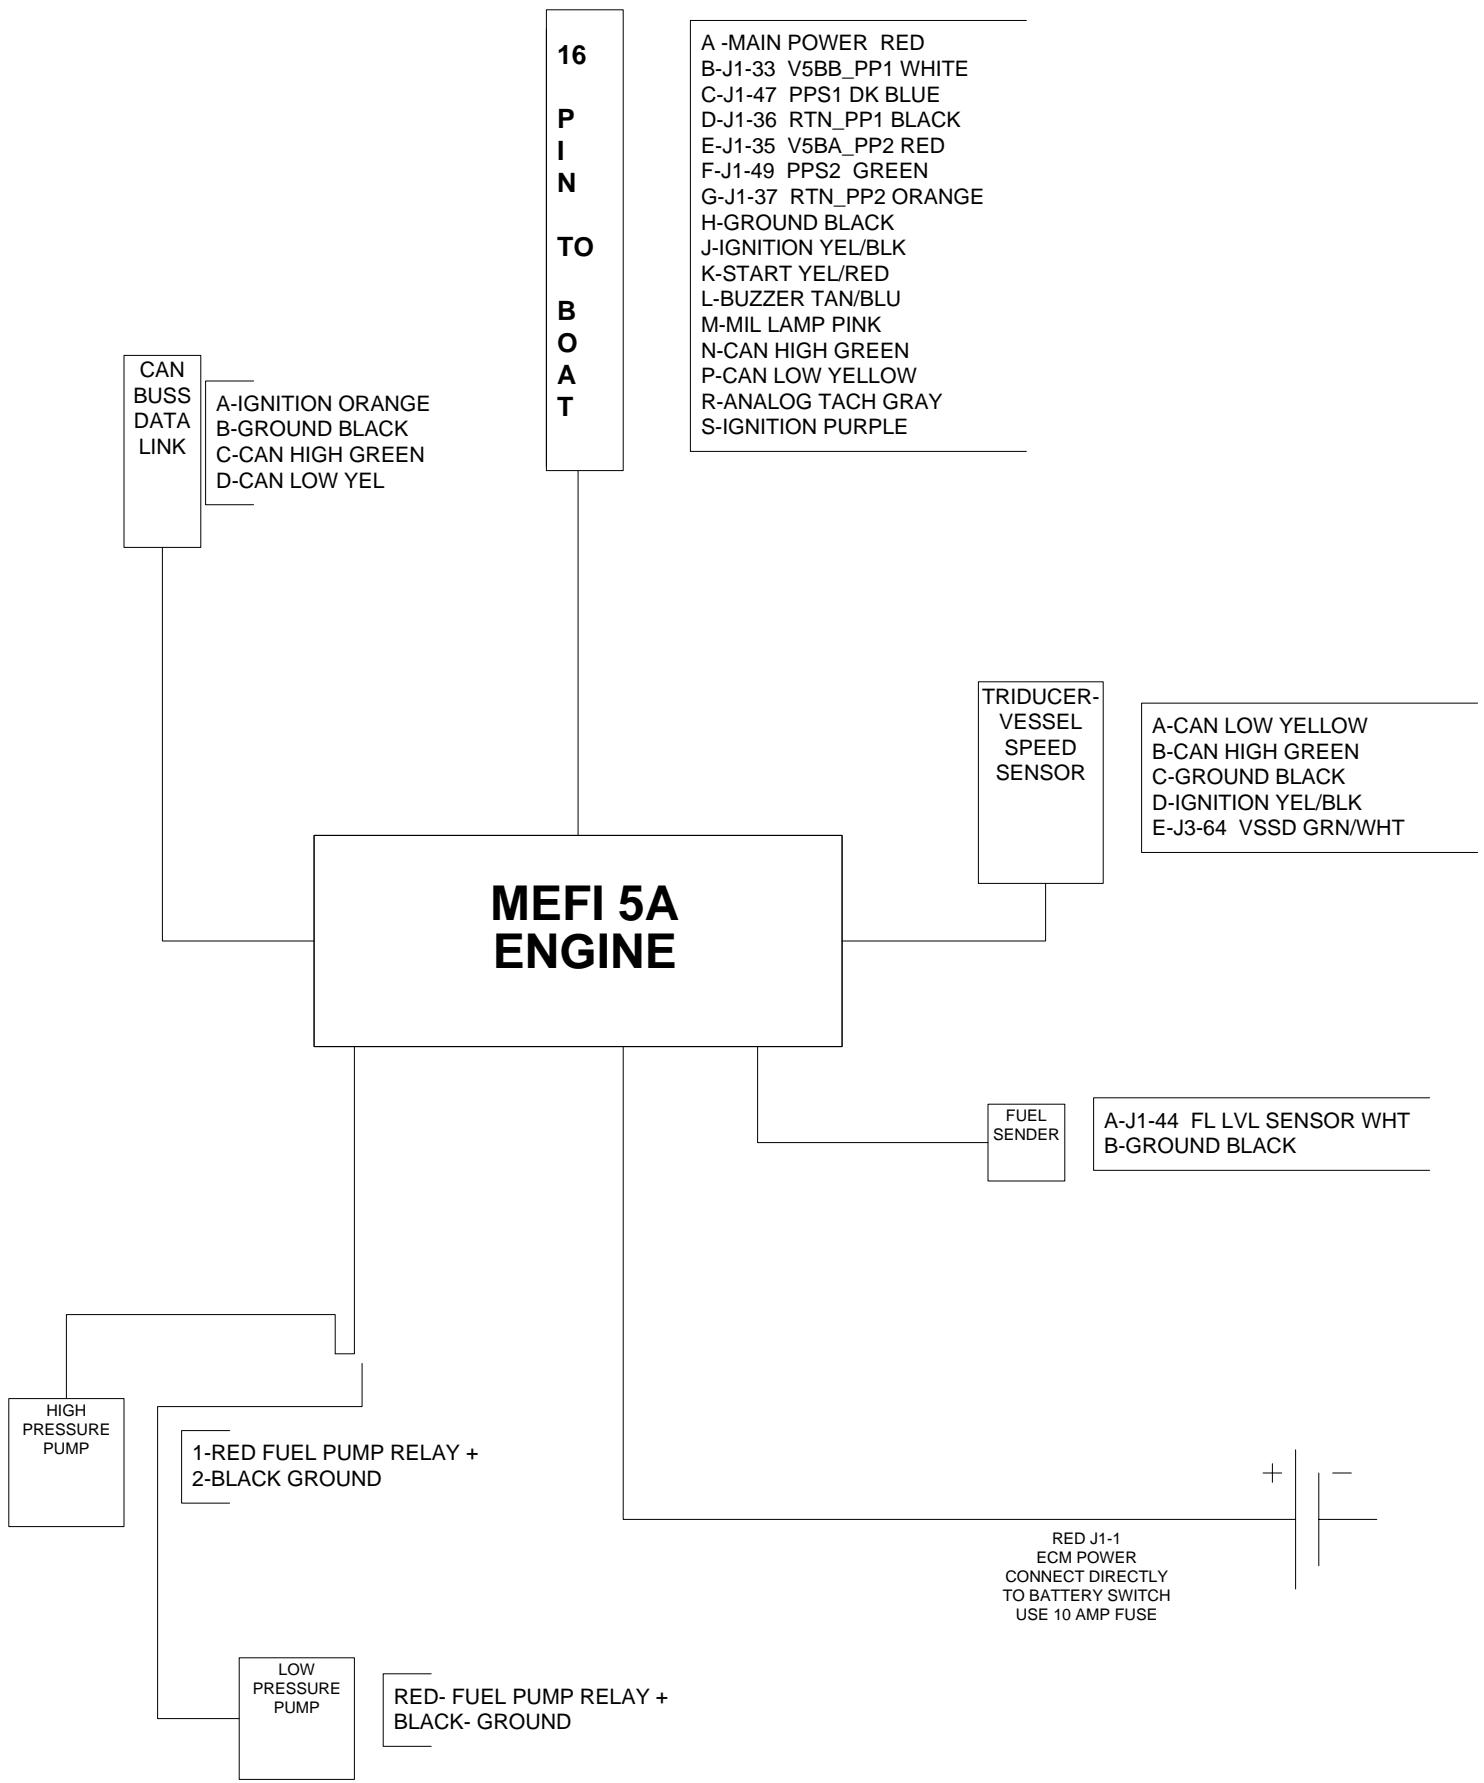 16
P
I
N
TO
B
O
A
T
A -MAIN POWER  RED
B-J1-33  V5BB_PP1 WHITE
C-J1-47  PPS1 DK BLUE
D-J1-36  RTN_PP1 BLACK
E-J1-35  V5BA_PP2 RED
F-J1-49  PPS2  GREEN
G-J1-37  RTN_PP2 ORANGE
H-GROUND BLACK
J-IGNITION YEL/BLK
K-START YEL/RED
L-BUZZER TAN/BLU
M-MIL LAMP PINK
N-CAN HIGH GREEN
P-CAN LOW YELLOW
R-ANALOG TACH GRAY
S-IGNITION PURPLE
CAN
BUSS
DATA
LINK
A-IGNITION ORANGE
B-GROUND BLACK
C-CAN HIGH GREEN
D-CAN LOW YEL
TRIDUCER-
VESSEL
SPEED
SENSOR
A-CAN LOW YELLOW
B-CAN HIGH GREEN
C-GROUND BLACK
D-IGNITION YEL/BLK
E-J3-64  VSSD GRN/WHT
MEFI 5A
ENGINE
FUEL
SENDER
A-J1-44  FL LVL SENSOR WHT
B-GROUND BLACK
HIGH
PRESSURE
PUMP
1-RED FUEL PUMP RELAY +
2-BLACK GROUND
+ −
RED J1-1
ECM POWER
CONNECT DIRECTLY
TO BATTERY SWITCH
USE 10 AMP FUSE
LOW
PRESSURE
PUMP
RED- FUEL PUMP RELAY +
BLACK- GROUND